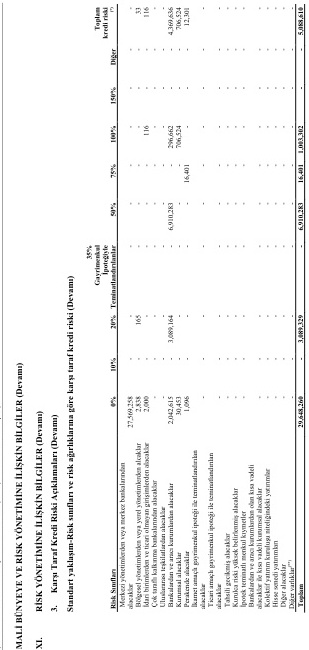 MALİ BÜNYEYE VE RİSK YÖNETİMİNE İLİŞKİN BİLGİLER (Devamı)
XI. RİSK YÖNETİMİNE İLİŞKİN BİLGİLER (Devamı)
3. Karşı Taraf Kredi Riski Açıklamaları (Devamı)
Standart yaklaşım-Risk sınıfları ve risk ağırlıklarına göre karşı taraf kredi riski (Devamı)
35%
Gayrimenkul
İpoteğiyle Toplam
Risk Sınıfları 0% 10% 20% Teminatlandırılanlar 50% 75% 100% 150% Diğer kredi riski (*)
Merkezi yönetimlerden veya merkez bankalarından
alacaklar 27,569,258 - - - - - - - - -
Bölgesel yönetimlerden veya yerel yönetimlerden alacaklar 2,838 - 165 - - - - - - 33
İdari birimlerden ve ticari olmayan girişimlerden alacaklar 2,000 - - - - - 116 - - 116
Çok taraflı kalkınma bankalarından alacaklar - - - - - - - - - -
Uluslararası teşkilatlardan alacaklar - - - - - - - - - -
Bankalardan ve aracı kurumlardan alacaklar 2,042,615 - 3,089,164 - 6,910,283 - 296,662 - - 4,369,636
Kurumsal alacaklar 30,453 - - - - - 706,524 - - 706,524
Perakende alacaklar 1,096 - - - - 16,401 - - - 12,301
İkamet amaçlı gayrimenkul ipoteği ile teminatlandırılan
alacaklar - - - - - - - - - -
Ticari amaçlı gayrimenkul ipoteği ile teminatlandırılan
alacaklar - - - - - - - - - -
Tahsili gecikmiş alacaklar - - - - - - - - - -
Kurulca riski yüksek belirlenmiş alacaklar - - - - - - - - - -
İpotek teminatlı menkul kıymetler - - - - - - - - - -
Bankalardan ve aracı kurumlardan olan kısa vadeli
alacaklar ile kısa vadeli kurumsal alacaklar - - - - - - - - - -
Kolektif yatırım kuruluşu niteliğindeki yatırımlar - - - - - - - - - -
Hisse senedi yatırımları - - - - - - - - - -
Diğer alacaklar - - - - - - - - - -
Diğer varlıklar(**) - - - - - - - - - -
Toplam 29,648,260 - 3,089,329 - 6,910,283 16,401 1,003,302 - - 5,088,610